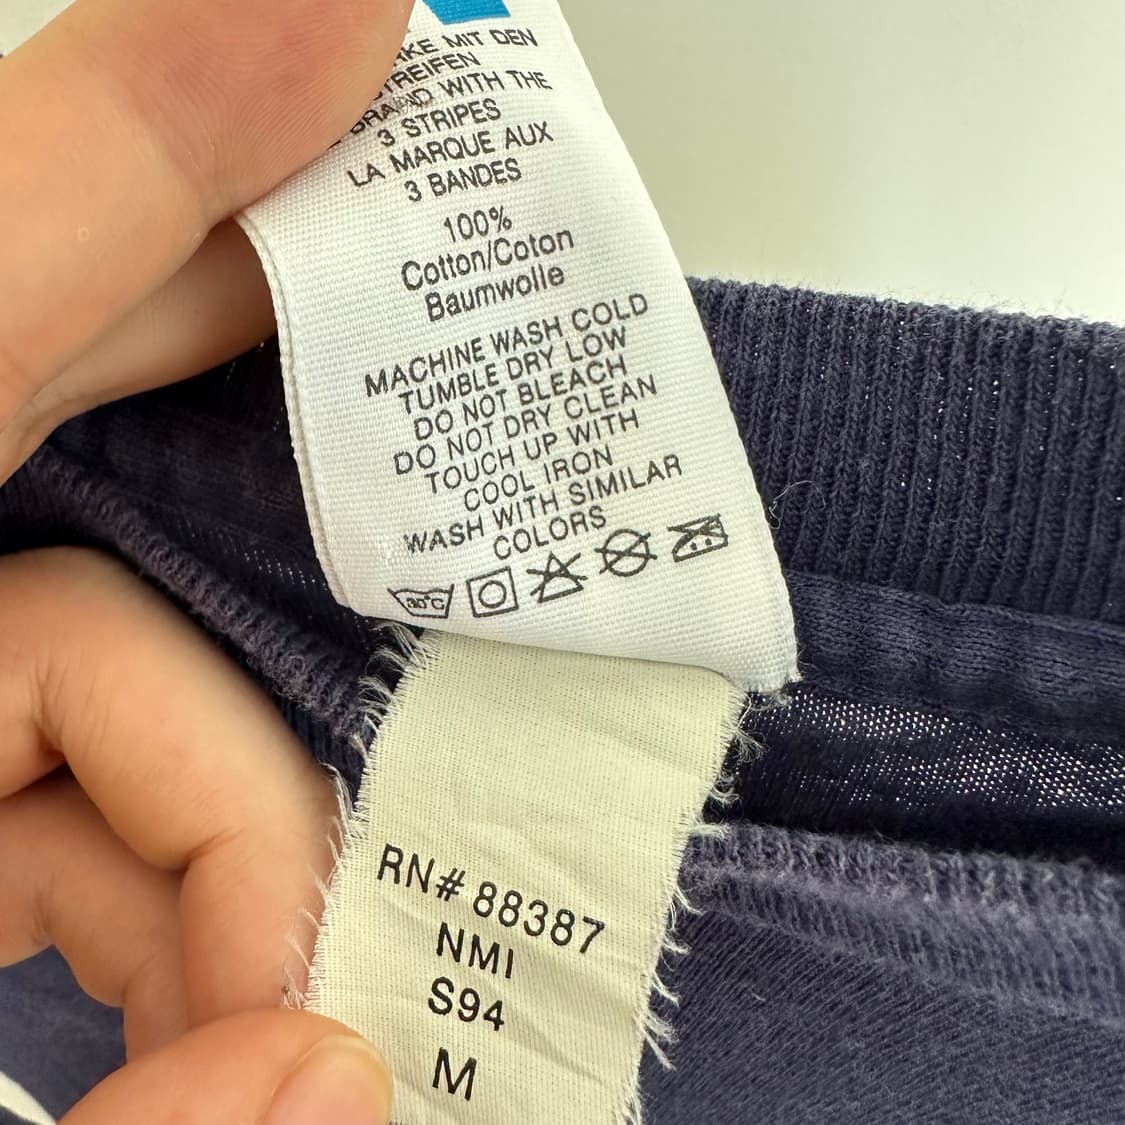 MIT DEN
STREIFEN
BRAND WITH THE
3 STRIPES
LA MARQUE AUX
3 BANDES
100%
Cotton/Coton
Baumwolle
MACHINE WASH COLD
TUMBLE DRY LOW
DO NOT BLEACH
DO NOT DRY CLEAN
TOUCH UP WITH
COOL IRON
WASH WITH SIMILAR
COLORS
30°C
RN# 88387
NMI
S94
M